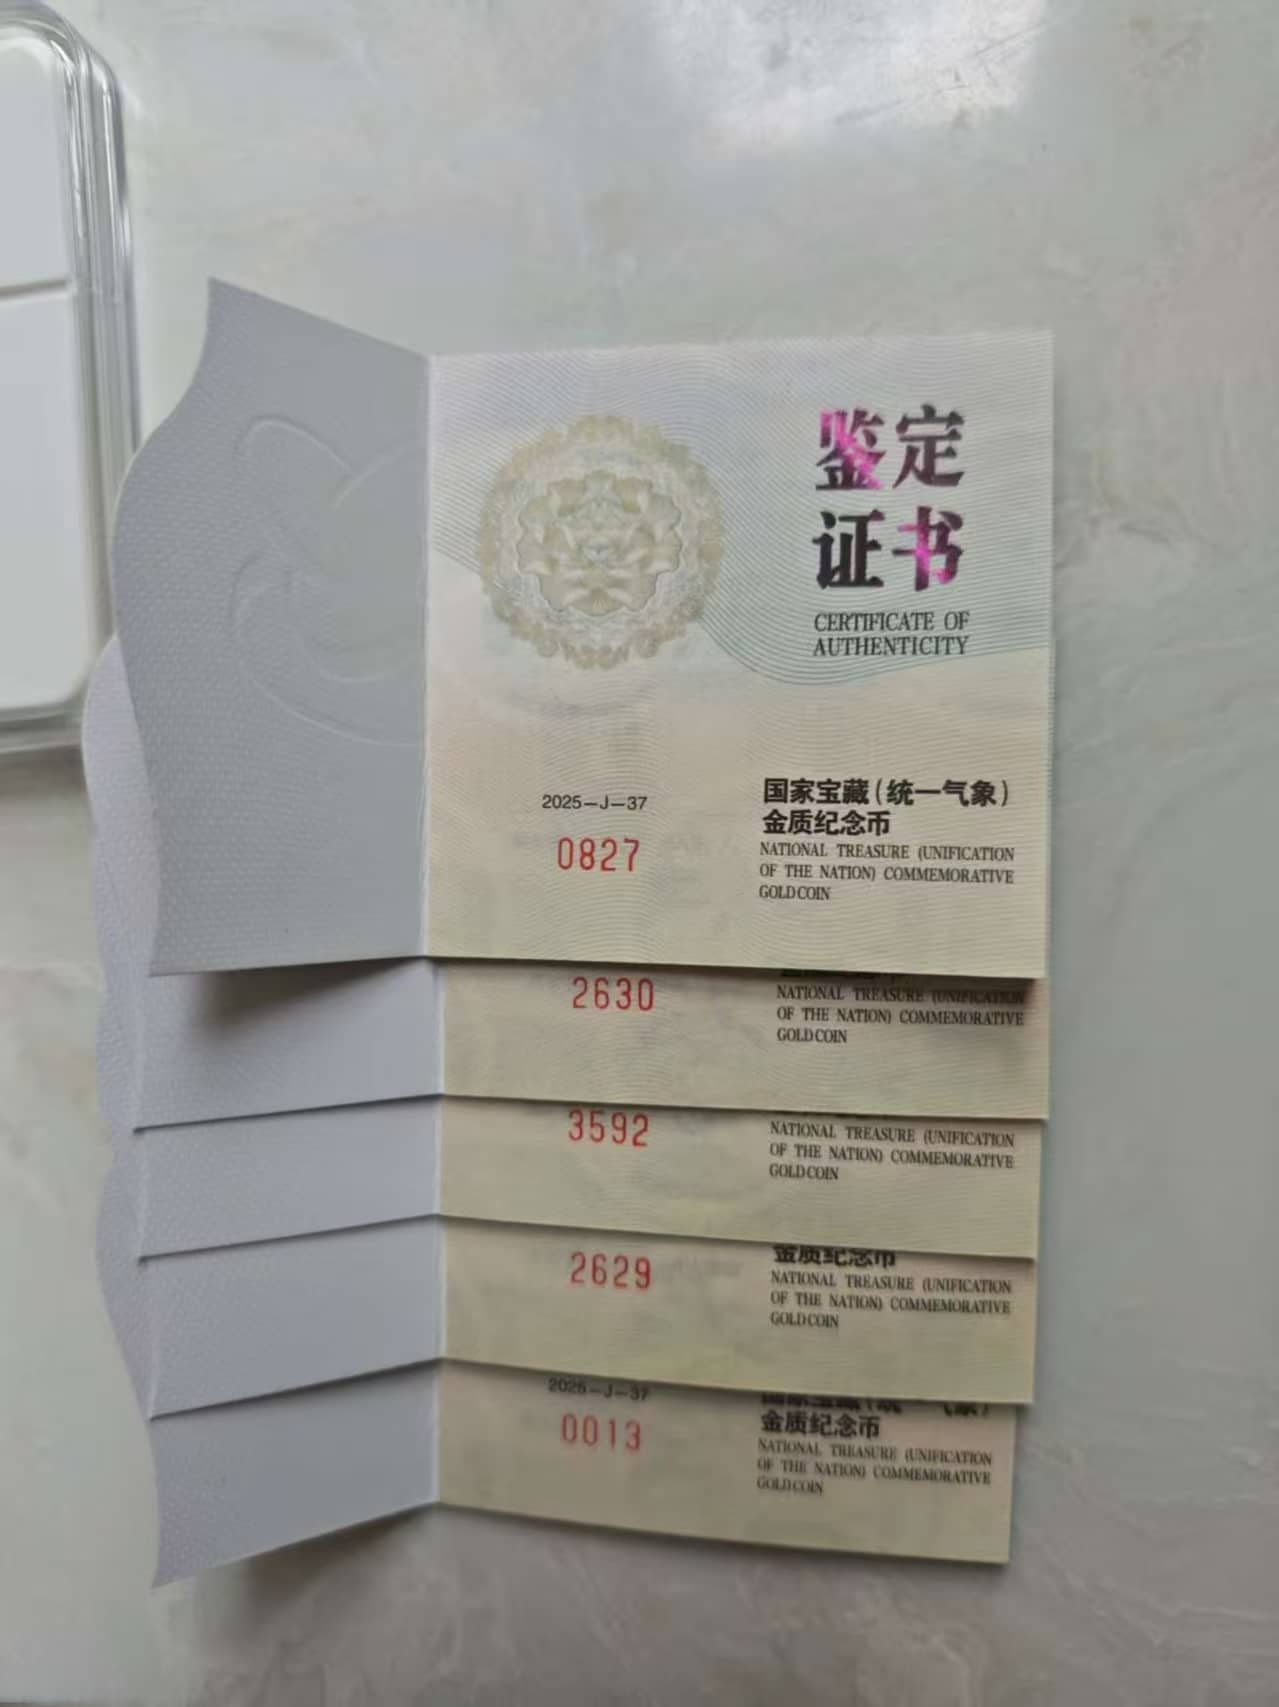 鉴定
证书
CERTIFICATE OF
AUTHENTICITY
2025-J-37
0827
国家宝藏(统一气象)
金质纪念币
NATIONAL TREASURE (UNIFICATION
OF THE NATION) COMMEMORATIVE
GOLD COIN
2630
NATIONAL TREASURE (UNIFICATION
OF THE NATION) COMMEMORATIVE
GOLD COIN
3592
NATIONAL TREASURE (UNIFICATION
OF THE NATION) COMMEMORATIVE
GOLD COIN
2629
金质纪念币
NATIONAL TREASURE (UNIFICATION
OF THE NATION) COMMEMORATIVE
GOLD COIN
2025-J-37
0013
金质纪念币
NATIONAL TREASURE (UNIFICATION
OF THE NATION) COMMEMORATIVE
GOLD COIN